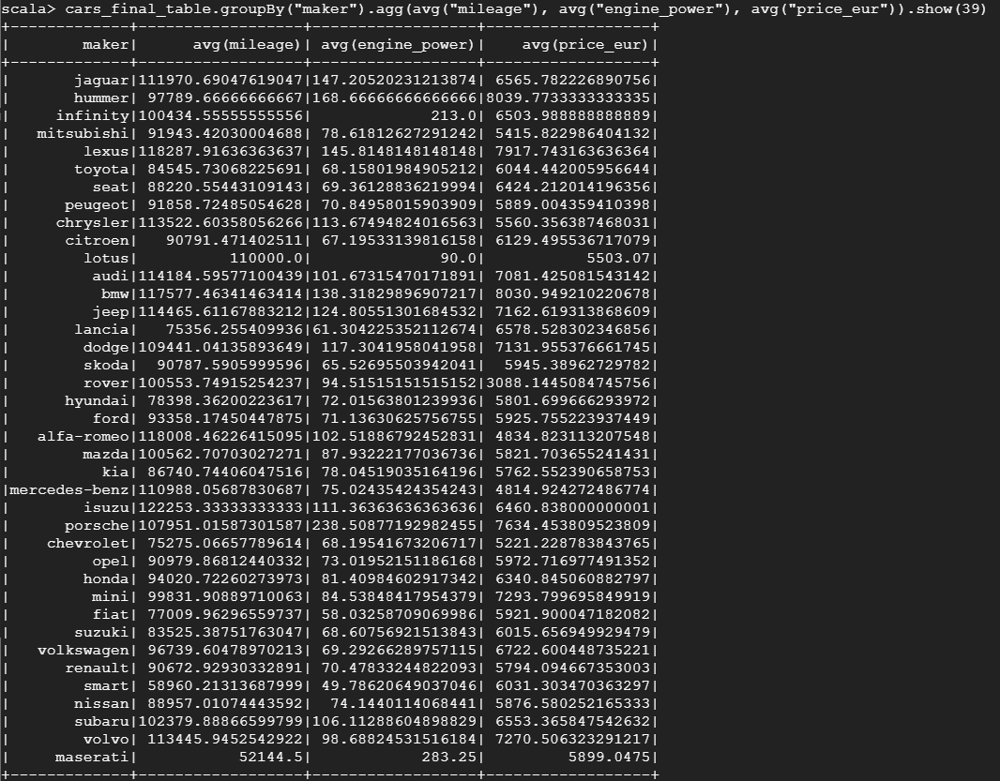 scala> cars_final_table.groupBy("maker").agg(avg("mileage"), avg("engine_power"), avg("price_eur")).show(39)
+-------------+------------------+------------------+------------------+
|        maker|      avg(mileage)| avg(engine_power)|    avg(price_eur)|
+-------------+------------------+------------------+------------------+
|       jaguar|111970.69047619047|147.20520231213874| 6565.782226890756|
|       hummer| 97789.66666666667|168.66666666666666|8039.7733333333335|
|     infinity|100434.55555555556|             213.0| 6503.988888888889|
|   mitsubishi| 91943.42030004688| 78.61812627291242| 5415.822986404132|
|        lexus|118287.91636363637| 145.8148148148148| 7917.743163636364|
|       toyota| 84545.73068225691| 68.15801984905212| 6044.442005956644|
|         seat| 88220.55443109143| 69.36128836219994| 6424.212014196356|
|      peugeot| 91858.72485054628| 70.84958015903909| 5889.004359410398|
|     chrysler|113522.60358056266|113.67494824016563| 5560.356387468031|
|      citroen|   90791.471402511| 67.19533139816158| 6129.495536717079|
|        lotus|          110000.0|              90.0|           5503.07|
|         audi|114184.59577100439|101.67315470171891| 7081.425081543142|
|          bmw|117577.46341463414|138.31829896907217| 8030.949210220678|
|         jeep|114465.61167883212|124.80551301684532| 7162.619313868609|
|       lancia|   75356.255409936|61.304225352112674| 6578.528302346856|
|        dodge|109441.04135893649| 117.3041958041958| 7131.955376661745|
|        skoda|  90787.5905999596| 65.52695503942041|  5945.38962729782|
|        rover|100553.74915254237| 94.51515151515152|3088.1445084745756|
|      hyundai| 78398.36200223617| 72.01563801239936| 5801.699666293972|
|         ford| 93358.17450447875| 71.13630625756755| 5925.755223937449|
|   alfa-romeo|118008.46226415095|102.51886792452831| 4834.823113207548|
|        mazda|100562.70703027271| 87.93222177036736| 5821.703655241431|
|          kia| 86740.74406047516| 78.04519035164196| 5762.552390658753|
|mercedes-benz|110988.05687830687| 75.02435424354243| 4814.924272486774|
|        isuzu|122253.33333333333|111.36363636363636| 6460.838000000001|
|      porsche|107951.01587301587|238.50877192982455| 7634.453809523809|
|    chevrolet| 75275.06657789614| 68.19541673206717| 5221.228783843765|
|         opel| 90979.86812440332| 73.01952151186168| 5972.716977491352|
|        honda| 94020.72260273973| 81.40984602917342| 6340.845060882797|
|         mini| 99831.90889710063| 84.53848417954379| 7293.799695849919|
|         fiat| 77009.96296559737| 58.03258709069986| 5921.900047182082|
|       suzuki| 83525.38751763047| 68.60756921513843| 6015.656949929479|
|   volkswagen| 96739.60478970213| 69.29266289757115| 6722.600448735221|
|      renault| 90672.92930332891| 70.47833244822093| 5794.094667353003|
|        smart| 58960.21313687999| 49.78620649037046| 6031.303470363297|
|       nissan| 88957.01074443592|  74.1440114068441| 5876.580252165333|
|       subaru|102379.88866599799|106.11288604898829| 6553.365847542632|
|        volvo| 113445.9452542922| 98.68824531516184| 7270.506323291217|
|     maserati|           52144.5|            283.25|         5899.0475|
+-------------+------------------+------------------+------------------+